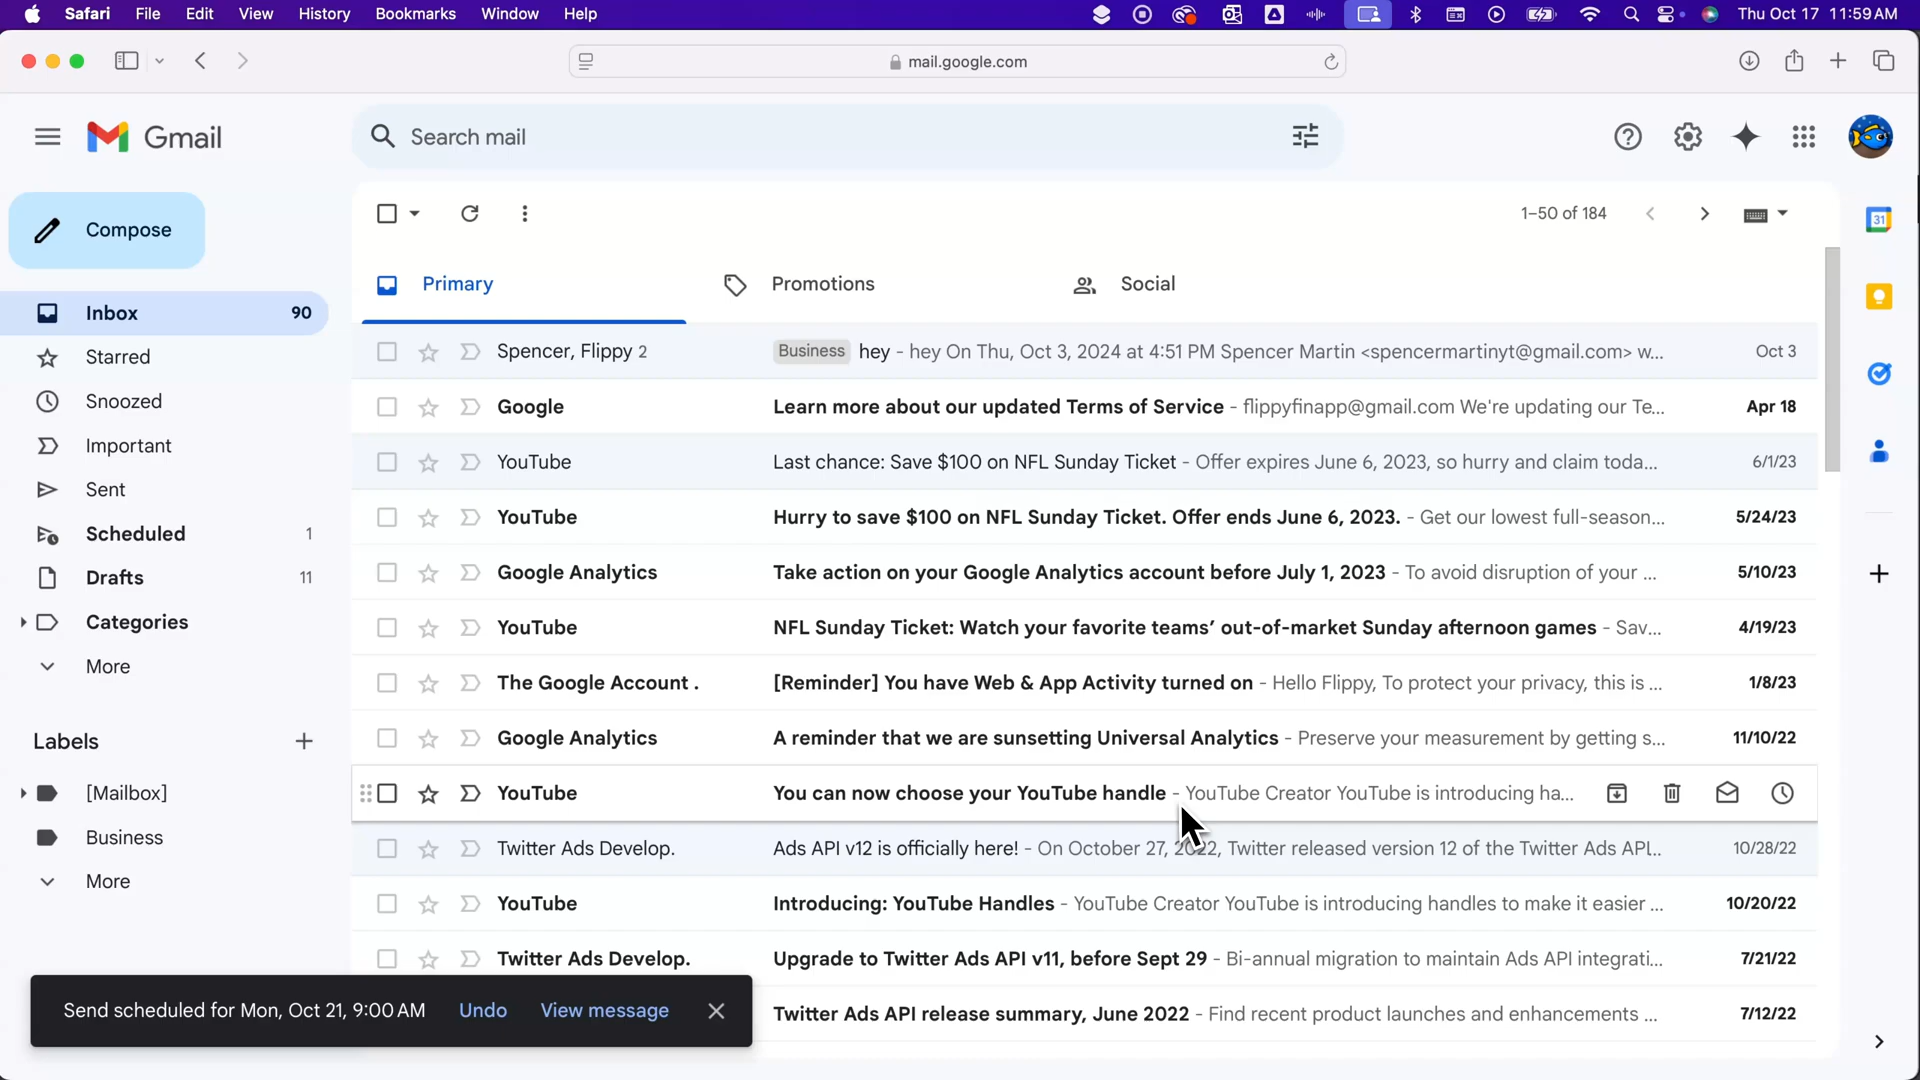 Safari File Edit View History Bookmarks Window Help Thu Oct 17 11:59 AM
mail.google.com
Gmail Search mail
Compose
1–50 of 184
Primary Promotions Social
Inbox 90
Starred
Snoozed
Important
Sent
Scheduled 1
Drafts 11
Categories
More
Labels
[Mailbox]
Business
More
Spencer, Flippy 2 Business hey - hey On Thu, Oct 3, 2024 at 4:51 PM Spencer Martin <spencermartinyt@gmail.com> w... Oct 3
Google Learn more about our updated Terms of Service - flippyfinapp@gmail.com We're updating our Te... Apr 18
YouTube Last chance: Save $100 on NFL Sunday Ticket - Offer expires June 6, 2023, so hurry and claim toda... 6/1/23
YouTube Hurry to save $100 on NFL Sunday Ticket. Offer ends June 6, 2023. - Get our lowest full-season... 5/24/23
Google Analytics Take action on your Google Analytics account before July 1, 2023 - To avoid disruption of your ... 5/10/23
YouTube NFL Sunday Ticket: Watch your favorite teams’ out-of-market Sunday afternoon games - Sav... 4/19/23
The Google Account . [Reminder] You have Web & App Activity turned on - Hello Flippy, To protect your privacy, this is ... 1/8/23
Google Analytics A reminder that we are sunsetting Universal Analytics - Preserve your measurement by getting s... 11/10/22
YouTube You can now choose your YouTube handle - YouTube Creator YouTube is introducing ha...
Twitter Ads Develop. Ads API v12 is officially here! - On October 27, 2022, Twitter released version 12 of the Twitter Ads API... 10/28/22
YouTube Introducing: YouTube Handles - YouTube Creator YouTube is introducing handles to make it easier ... 10/20/22
Twitter Ads Develop. Upgrade to Twitter Ads API v11, before Sept 29 - Bi-annual migration to maintain Ads API integrati... 7/21/22
Twitter Ads API release summary, June 2022 - Find recent product launches and enhancements ... 7/12/22
Send scheduled for Mon, Oct 21, 9:00 AM Undo View message
31